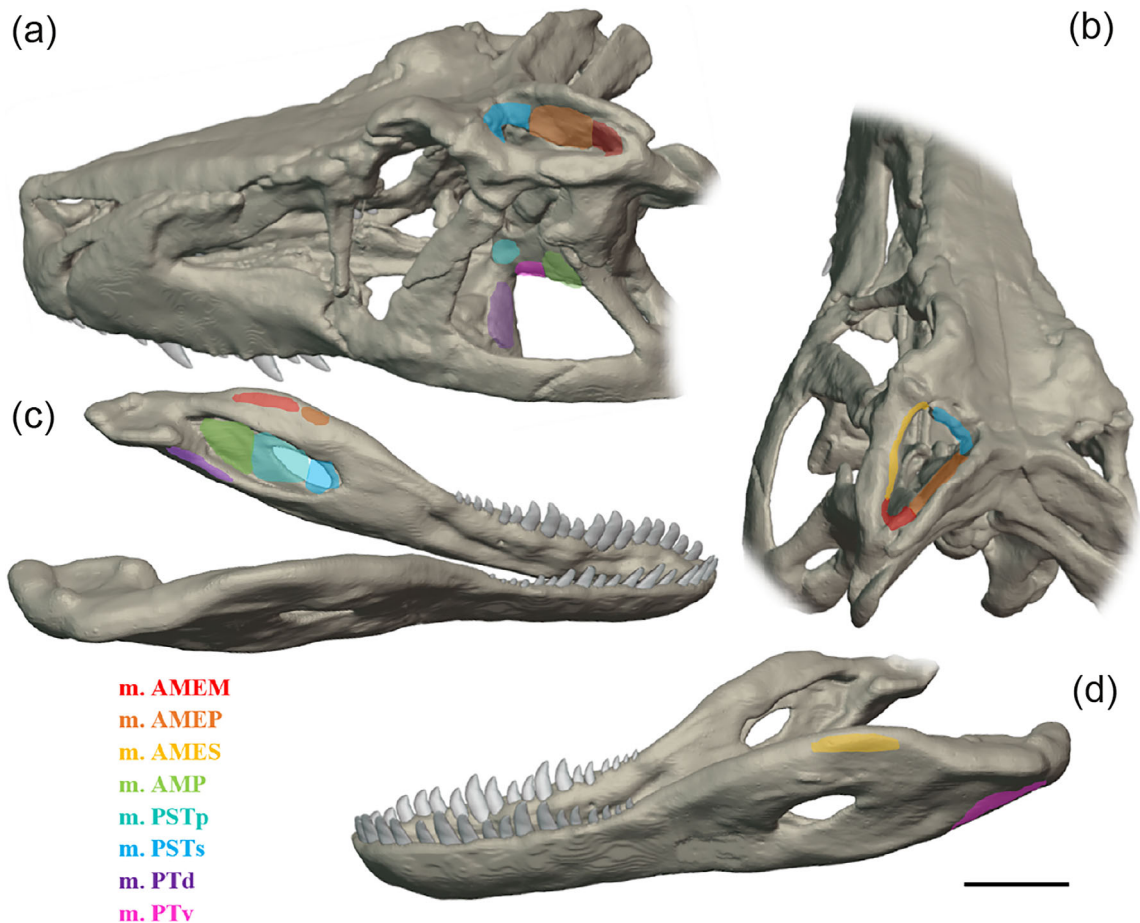 (a)
(b)
(c)
m. AMEM
m. AMEP
m. AMES
m. AMP
m. PSTp
m. PSTs
m. PTd
m. PTv
(d)